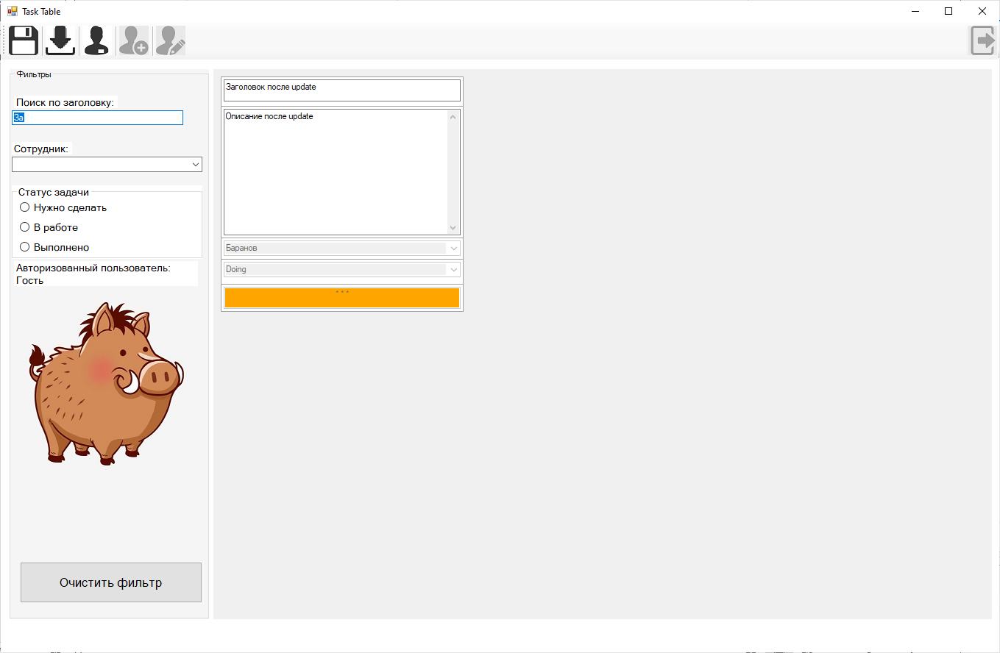 Task Table
Фильтры
Поиск по заголовку:
За
Сотрудник:
Статус задачи
Нужно сделать
В работе
Выполнено
Авторизованный пользователь:
Гость
Очистить фильтр
Заголовок после update
Описание после update
Баранов
Doing
***